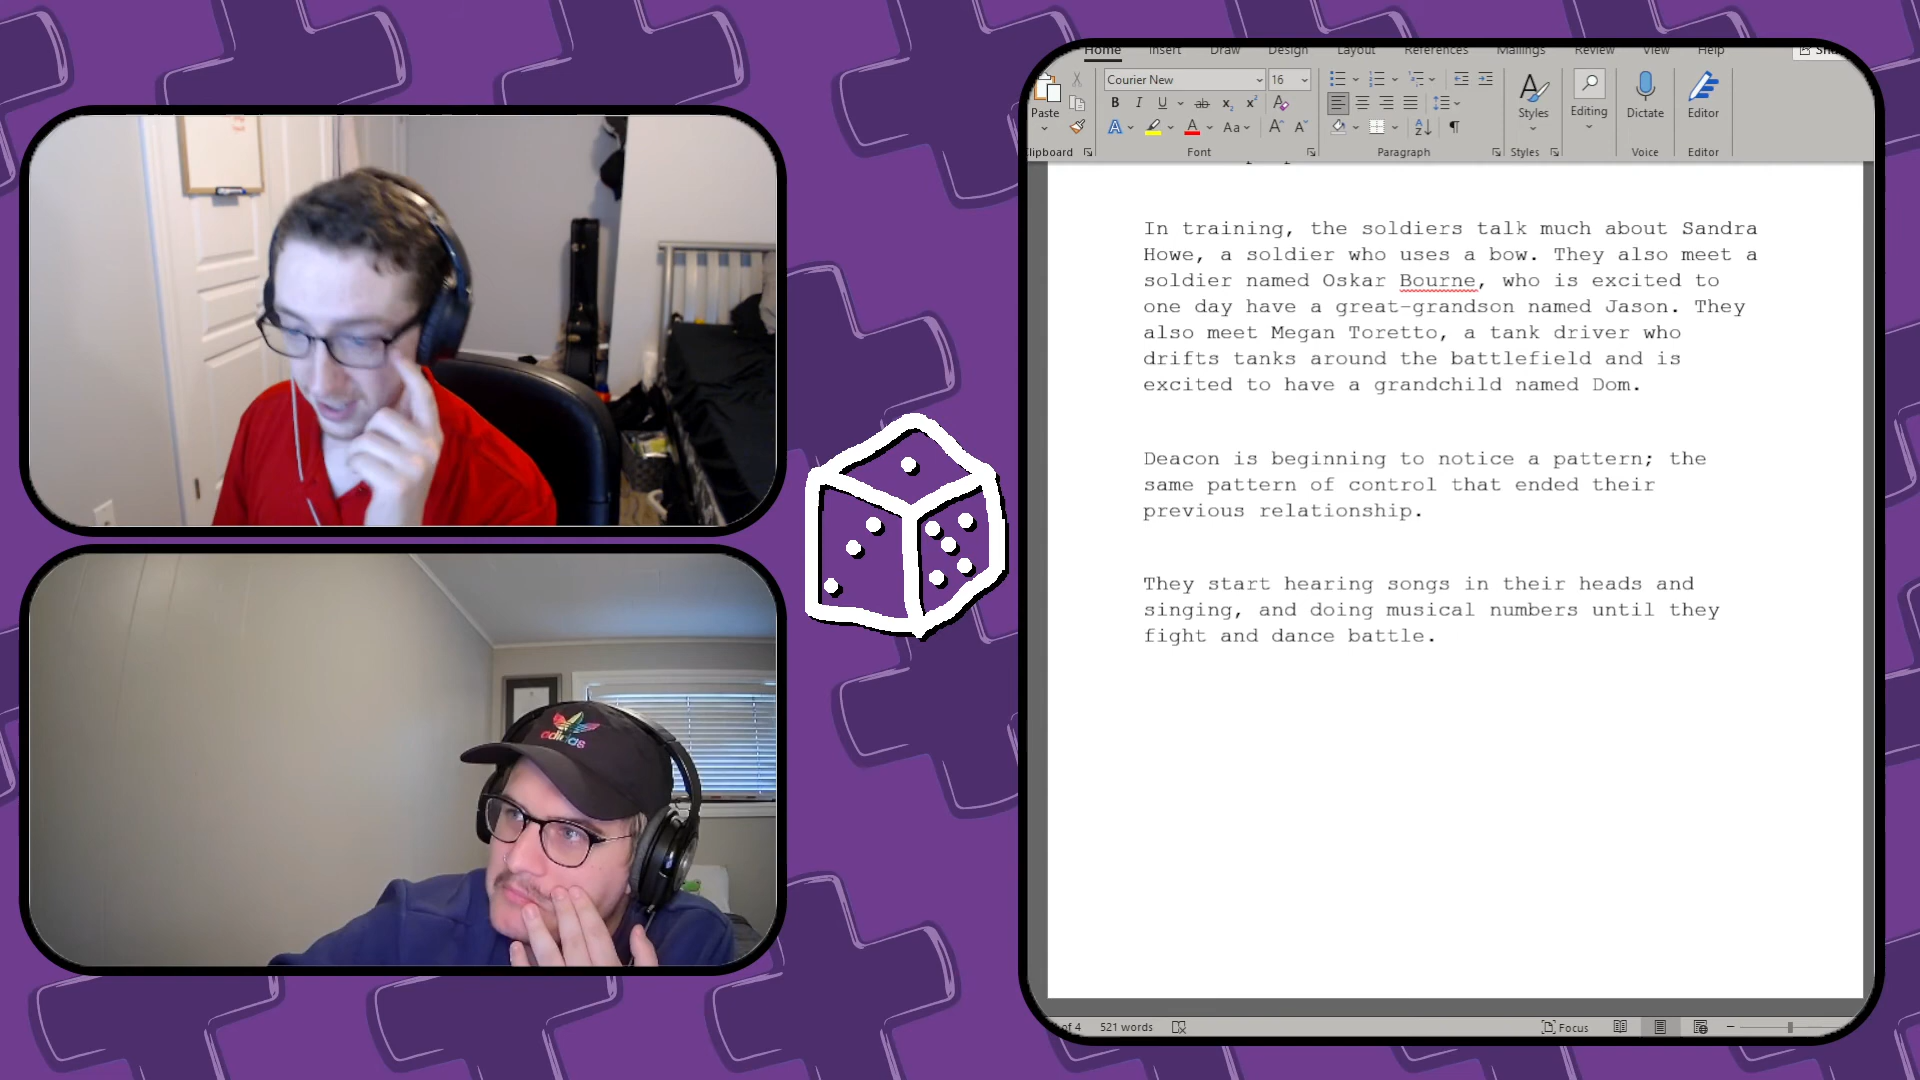 Home Insert Draw Design Layout References Mailings Review View Help
Courier New 16
Paste
Styles
Editing
Dictate
Editor
Clipboard Font Paragraph Styles Voice Editor
In training, the soldiers talk much about Sandra
Howe, a soldier who uses a bow. They also meet a
soldier named Oskar Bourne, who is excited to
one day have a great-grandson named Jason. They
also meet Megan Toretto, a tank driver who
drifts tanks around the battlefield and is
excited to have a grandchild named Dom.
Deacon is beginning to notice a pattern; the
same pattern of control that ended their
previous relationship.
They start hearing songs in their heads and
singing, and doing musical numbers until they
fight and dance battle.
of 4 521 words Focus
adidas